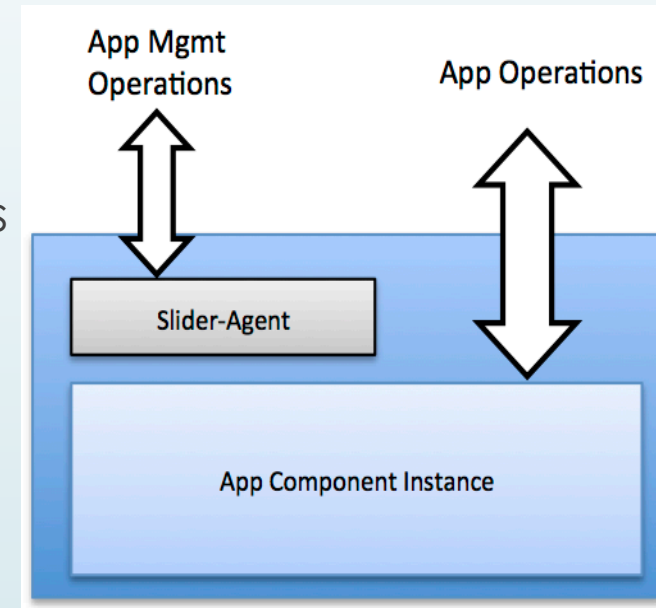 App Mgmt
Operations
App Operations
s
Slider-Agent
App Component Instance